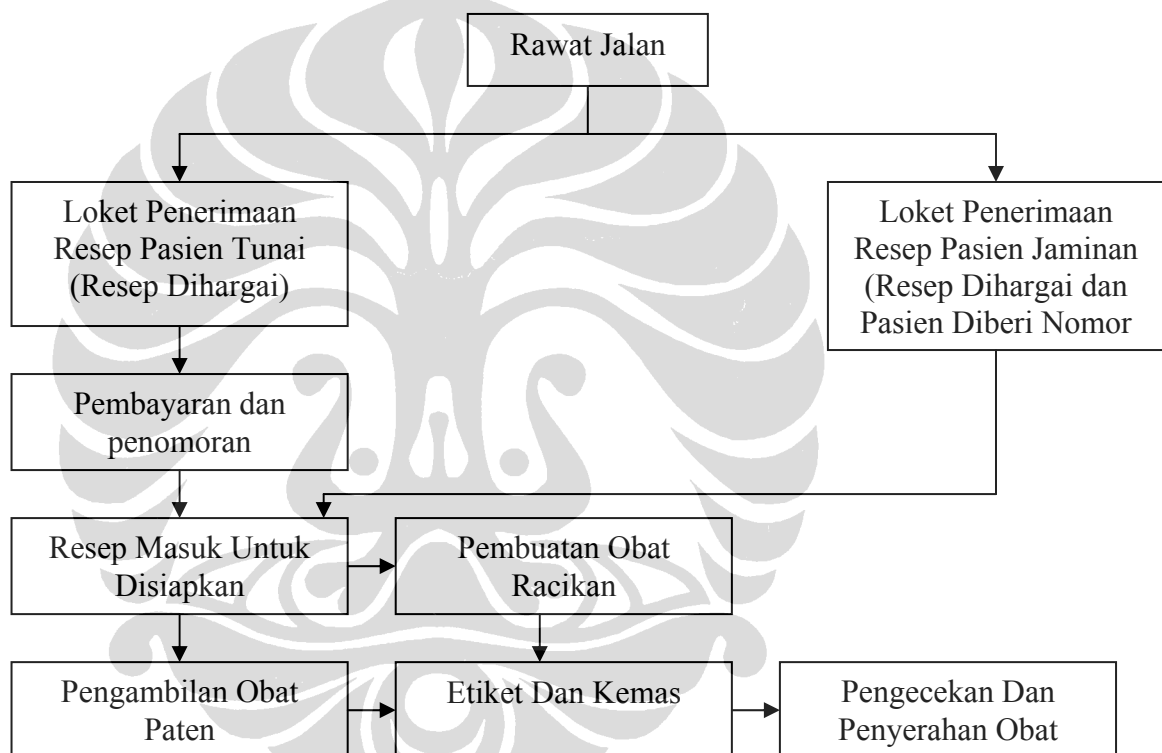 Rawat Jalan
Loket Penerimaan
Resep Pasien Tunai
(Resep Dihargai)
Loket Penerimaan
Resep Pasien Jaminan
(Resep Dihargai dan
Pasien Diberi Nomor
Pembayaran dan
penomoran
Resep Masuk Untuk
Disiapkan
Pembuatan Obat
Racikan
Pengambilan Obat
Paten
Etiket Dan Kemas
Pengecekan Dan
Penyerahan Obat